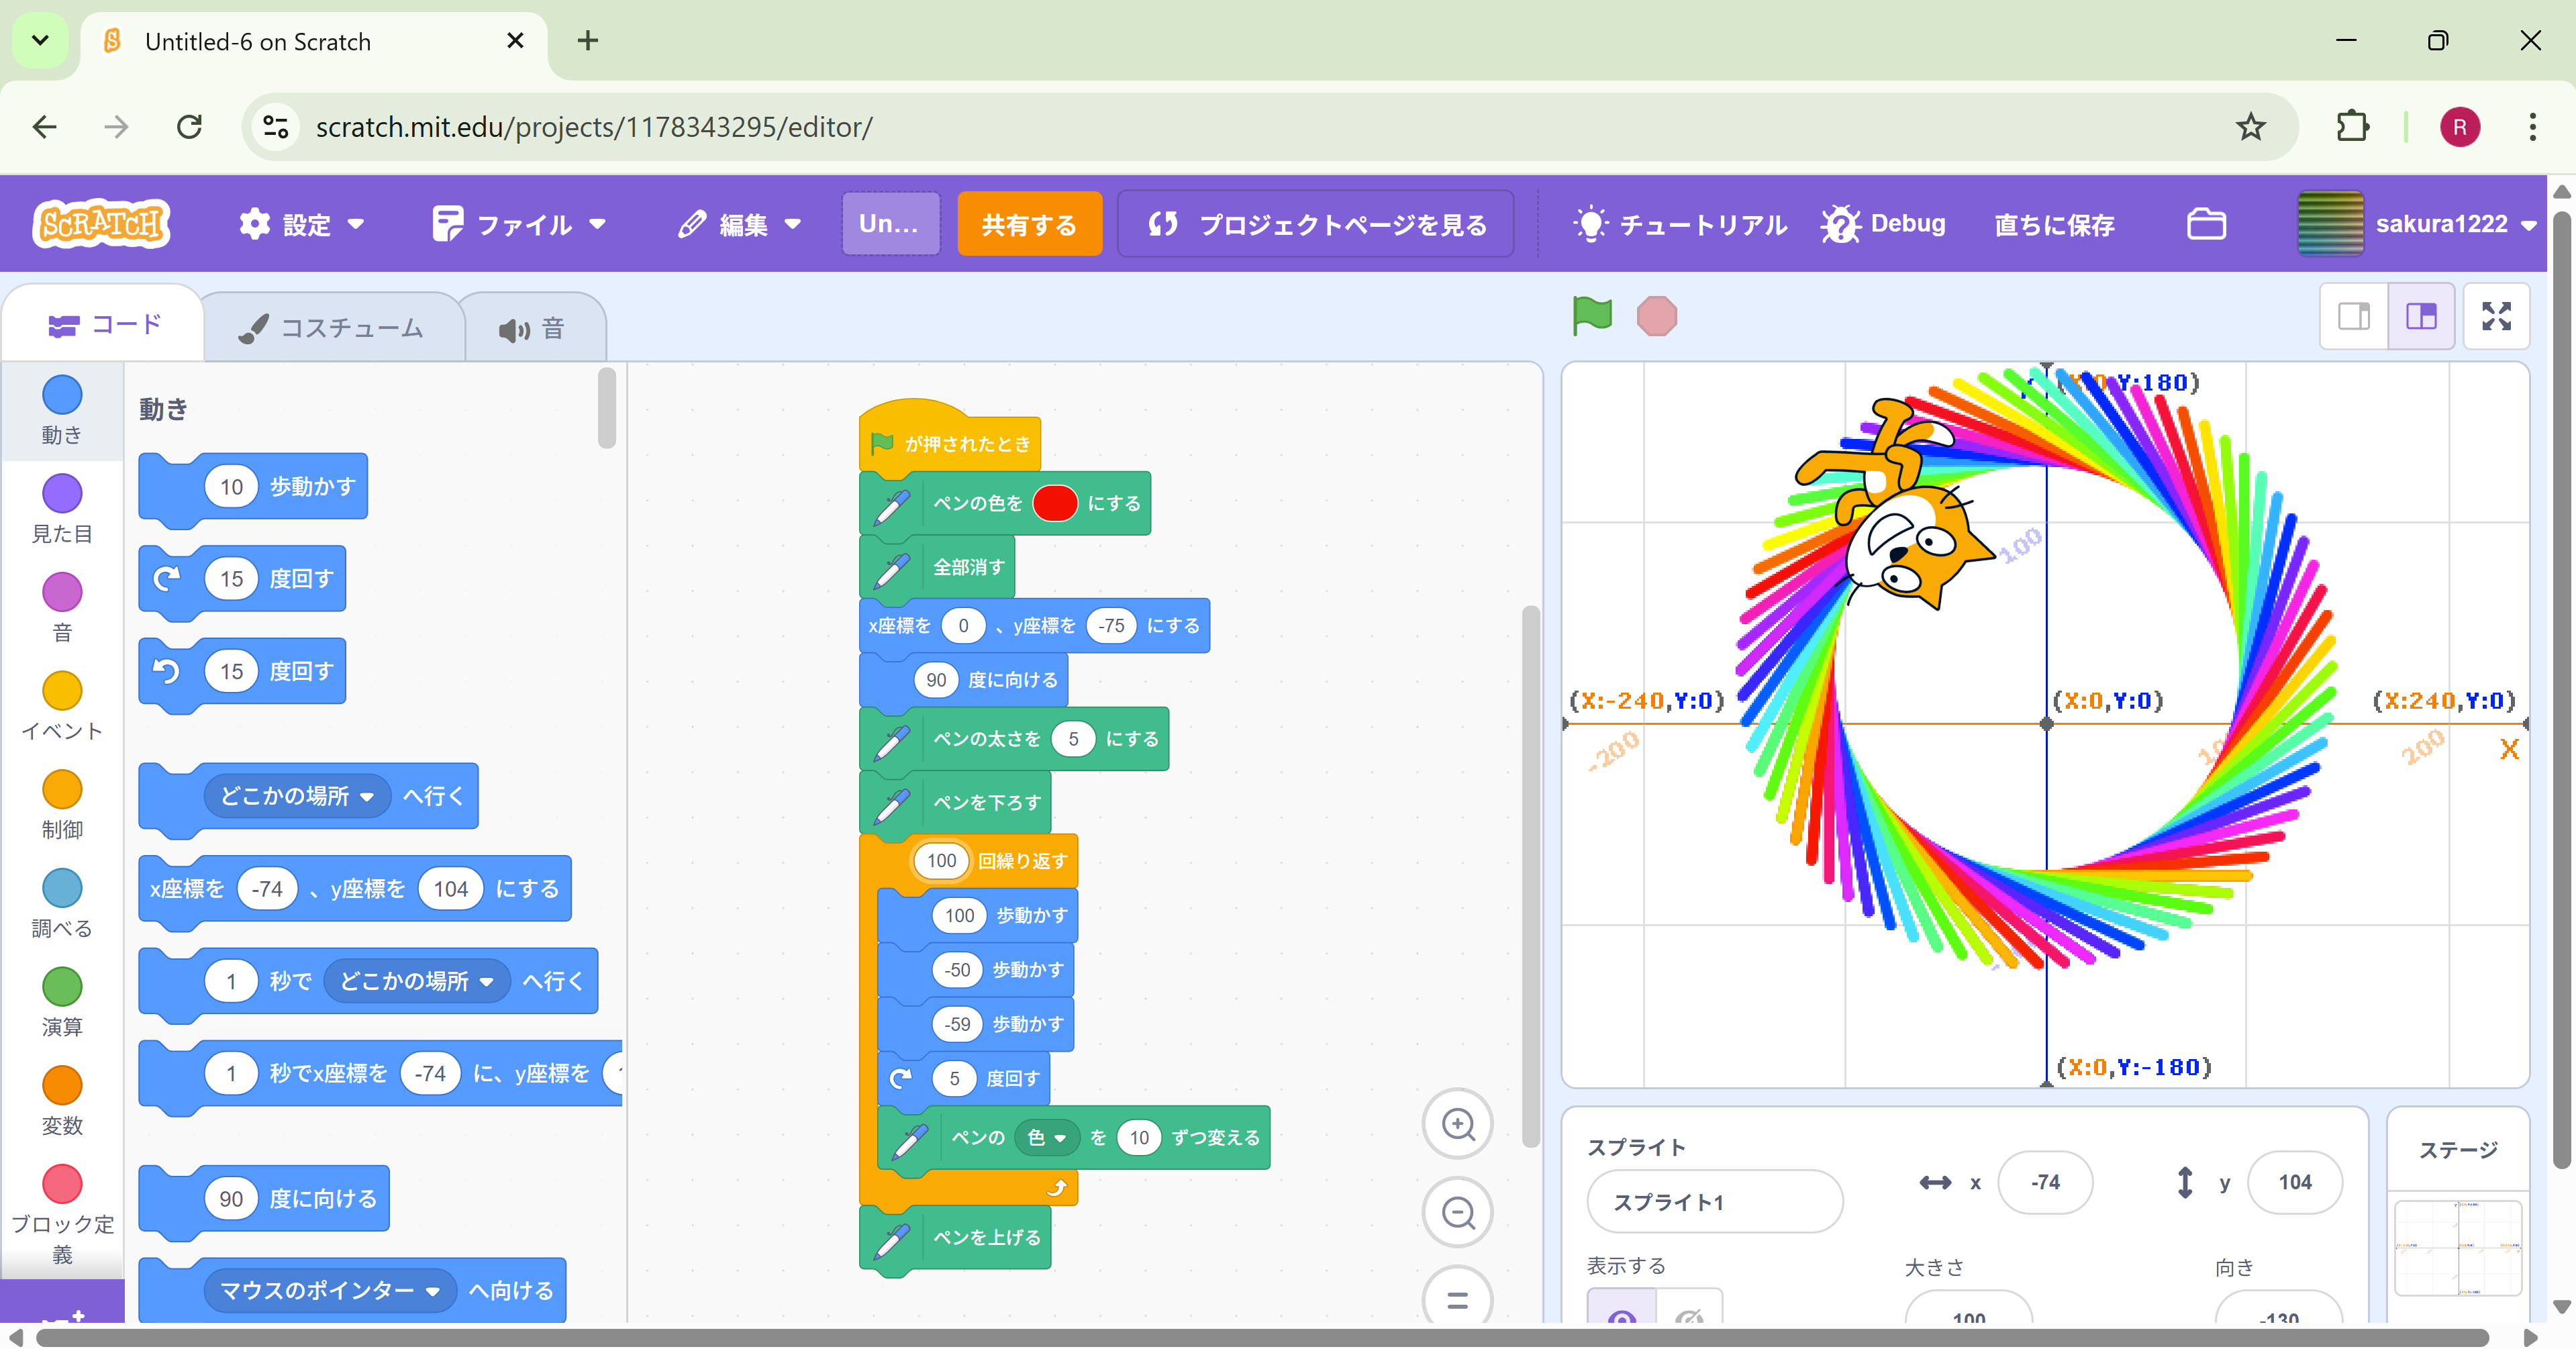 Untitled-6 on Scratch
scratch.mit.edu/projects/1178343295/editor/
R
SCRATCH
設定
ファイル
編集
Un...
共有する
プロジェクトページを見る
チュートリアル
Debug
直ちに保存
sakura1222
コード
コスチューム
音
動き
見た目
音
イベント
制御
調べる
演算
変数
ブロック定義
動き
10 歩動かす
15 度回す
15 度回す
どこかの場所 へ行く
x座標を -74 、y座標を 104 にする
1 秒で どこかの場所 へ行く
1 秒でx座標を -74 に、y座標を
90 度に向ける
マウスのポインター へ向ける
が押されたとき
ペンの色を にする
全部消す
x座標を 0 、y座標を -75 にする
90 度に向ける
ペンの太さを 5 にする
ペンを下ろす
100 回繰り返す
100 歩動かす
-50 歩動かす
-59 歩動かす
5 度回す
ペンの 色 を 10 ずつ変える
ペンを上げる
Y:180)
100
(X:-240,Y:0)
(X:0,Y:0)
(X:240,Y:0)
-200
200
X
(X:0,Y:-180)
スプライト
スプライト1
x -74
y 104
表示する
大きさ
100
向き
-130
ステージ